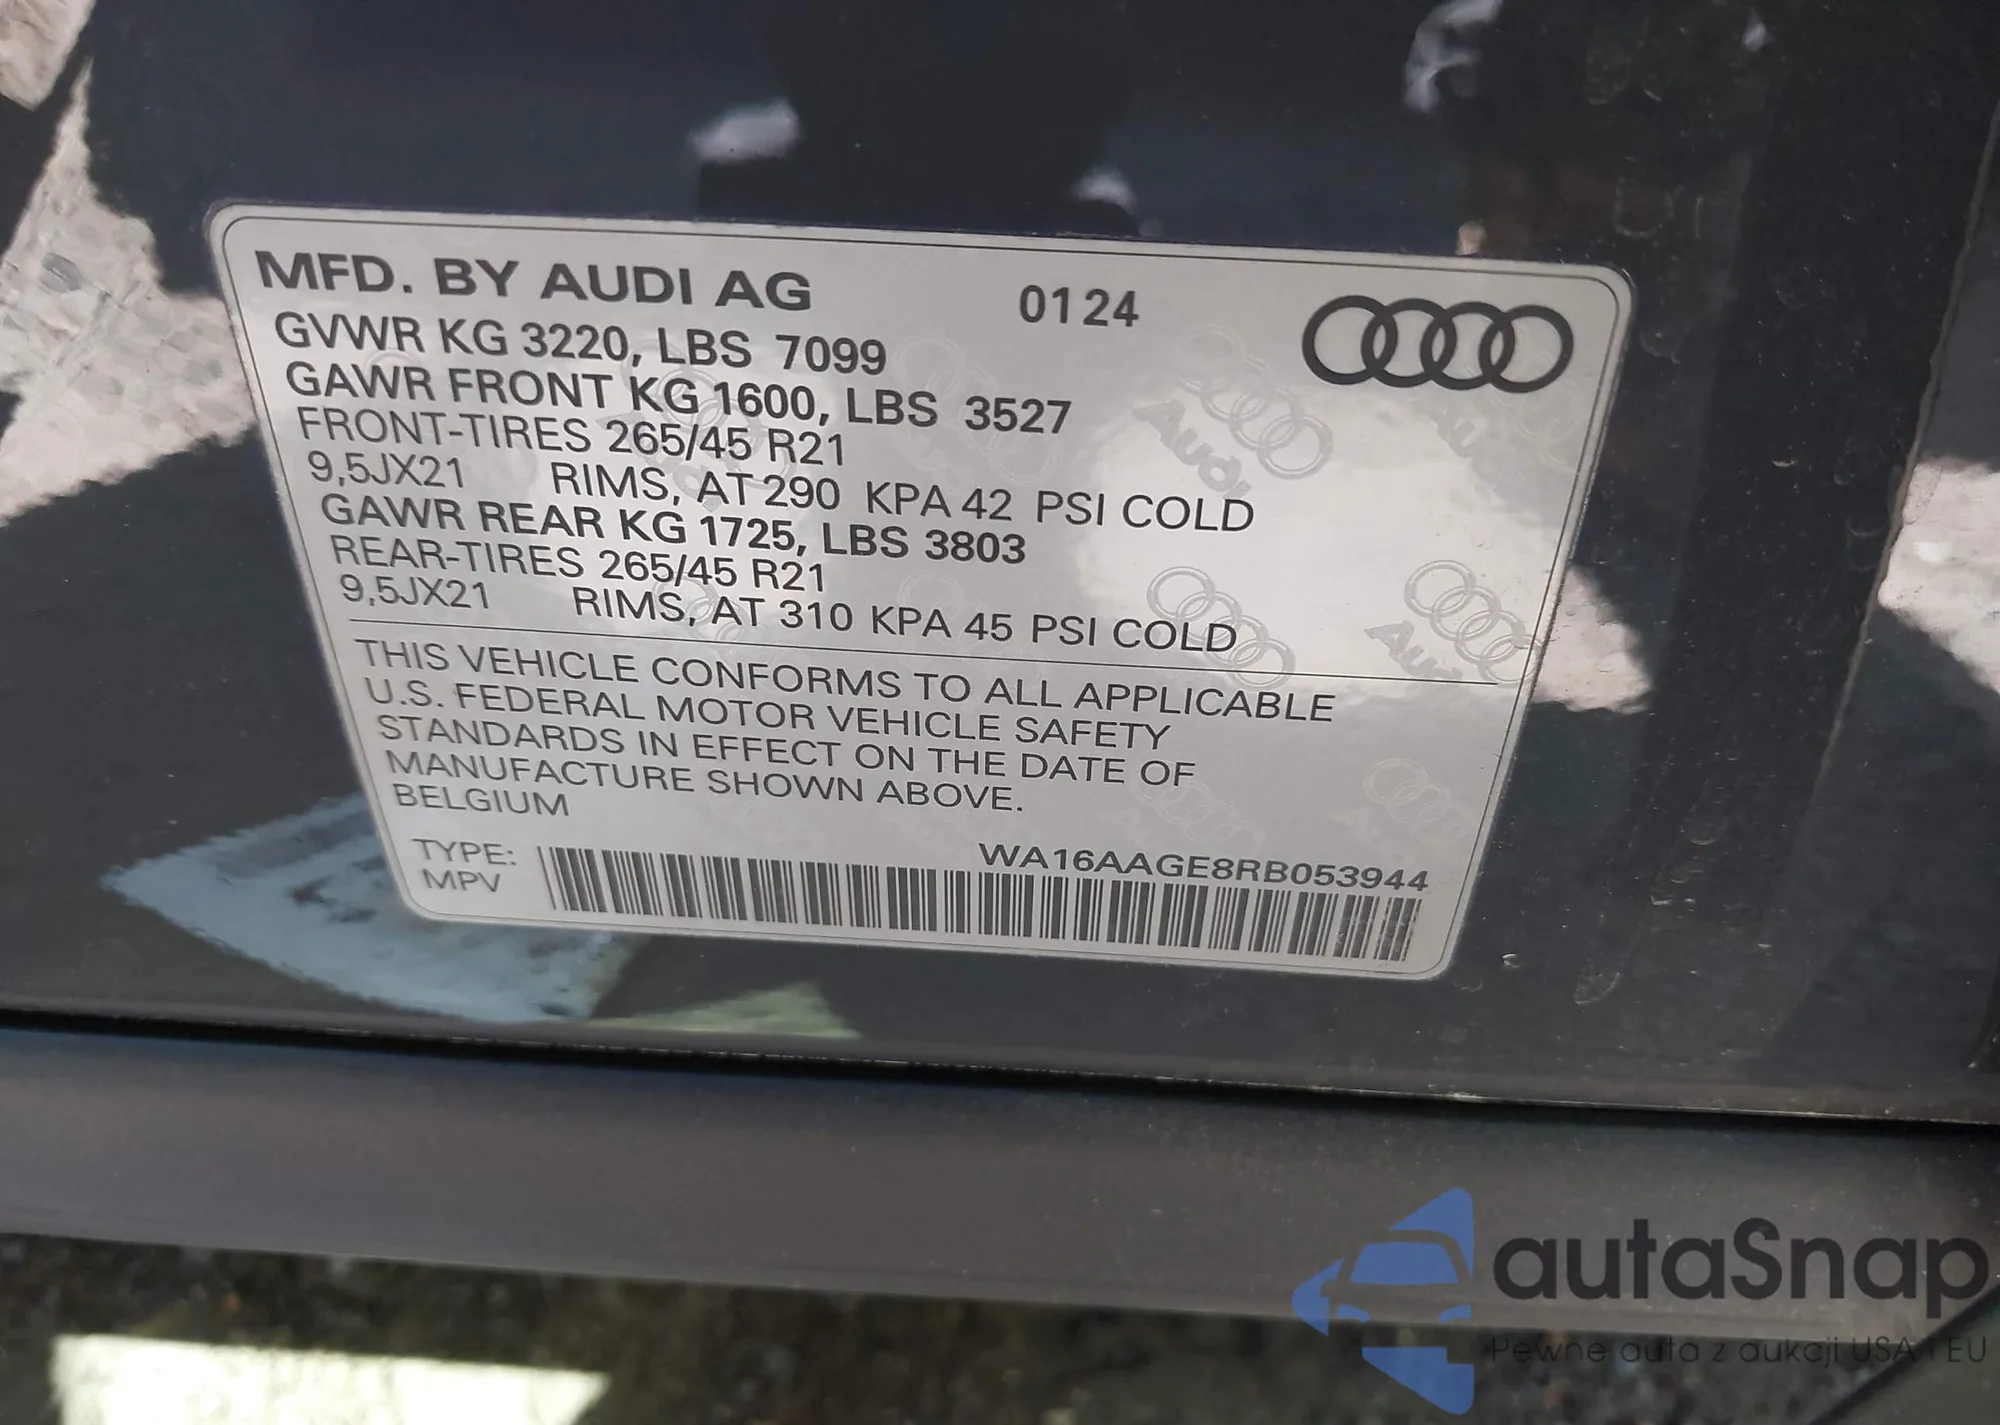 MFD. BY AUDI AG 0124
GVWR KG 3220, LBS 7099
GAWR FRONT KG 1600, LBS 3527
FRONT-TIRES 265/45 R21
9,5JX21 RIMS, AT 290 KPA 42 PSI COLD
GAWR REAR KG 1725, LBS 3803
REAR-TIRES 265/45 R21
9,5JX21 RIMS, AT 310 KPA 45 PSI COLD
THIS VEHICLE CONFORMS TO ALL APPLICABLE
U.S. FEDERAL MOTOR VEHICLE SAFETY
STANDARDS IN EFFECT ON THE DATE OF
MANUFACTURE SHOWN ABOVE.
BELGIUM
TYPE: WA16AAGE8RB053944
MPV
Audi
Audi
autaSnap
Pewne auta z aukcji USA i EU